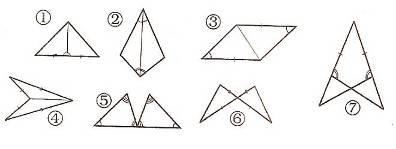 ① ② ③
④ ⑤ ⑥ ⑦